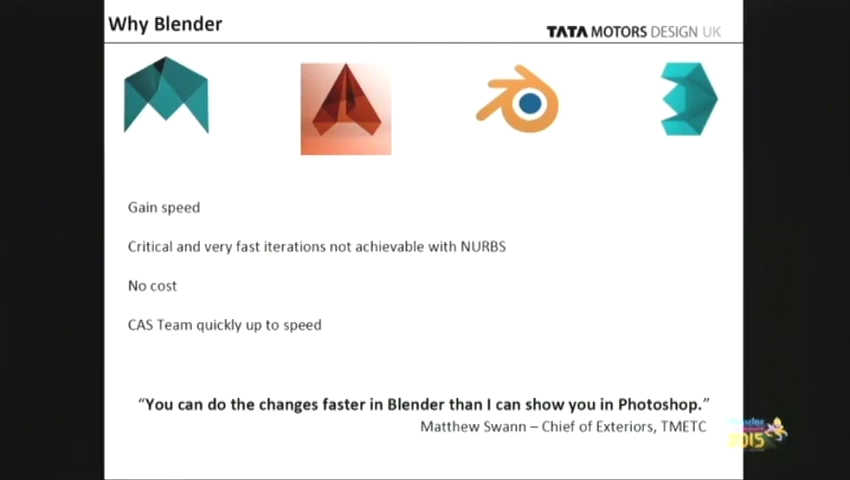 Why Blender
TATA MOTORS DESIGN UK
Gain speed
Critical and very fast iterations not achievable with NURBS
No cost
CAS Team quickly up to speed
“You can do the changes faster in Blender than I can show you in Photoshop.”
Matthew Swann – Chief of Exteriors, TMETC
Blender
2015